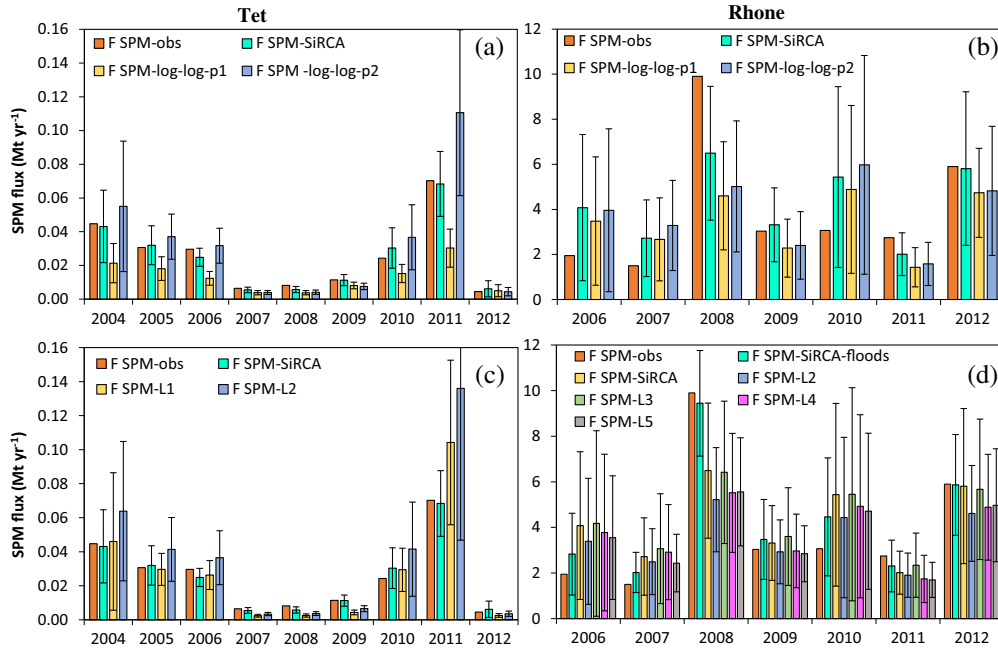 Tet
Rhone
0.16
0.14
0.12
0.10
0.08
0.06
0.04
0.02
0.00
SPM flux (Mt yr⁻¹)
F SPM-obs F SPM-SiRCA
F SPM-log-log-p1 F SPM -log-log-p2
(a)
2004 2005 2006 2007 2008 2009 2010 2011 2012
12
10
8
6
4
2
0
F SPM-obs F SPM-SiRCA
F SPM-log-log-p1 F SPM-log-log-p2
(b)
2006 2007 2008 2009 2010 2011 2012
0.16
0.14
0.12
0.10
0.08
0.06
0.04
0.02
0.00
SPM flux (Mt yr⁻¹)
F SPM-obs F SPM-SiRCA
F SPM-L1 F SPM-L2
(c)
2004 2005 2006 2007 2008 2009 2010 2011 2012
12
10
8
6
4
2
0
F SPM-obs F SPM-SiRCA-floods
F SPM-SiRCA F SPM-L2
F SPM-L3 F SPM-L4
F SPM-L5
(d)
2006 2007 2008 2009 2010 2011 2012